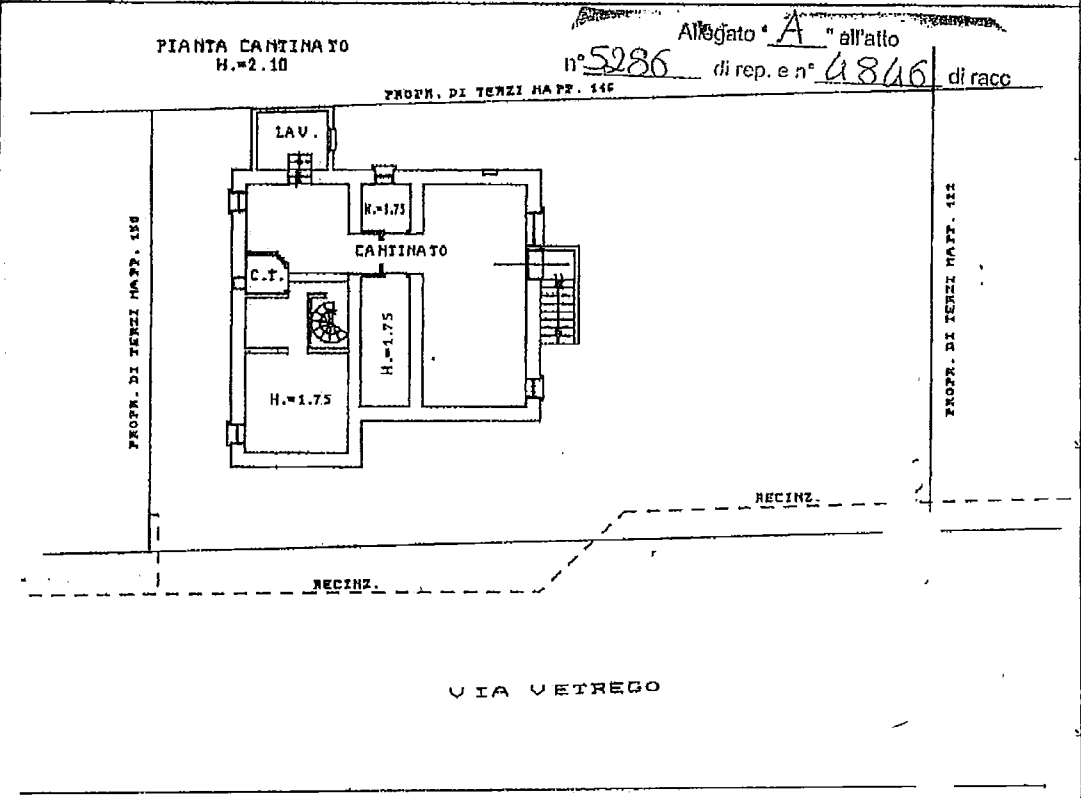 PIANTA CANTINATO
H.=2.10
Allegato "A" all'atto
n° 5286 di rep. e n° 4846 di racc
PROPR. DI TERZI MAPP. 146
LAV.
H.=1.75
CANTINATO
C.T.
H.=1.75
H.=1.75
PROPR. DI TERZI MAPP. 150
PROPR. DI TERZI MAPP. 122
RECINZ.
RECINZ.
VIA VETREGO